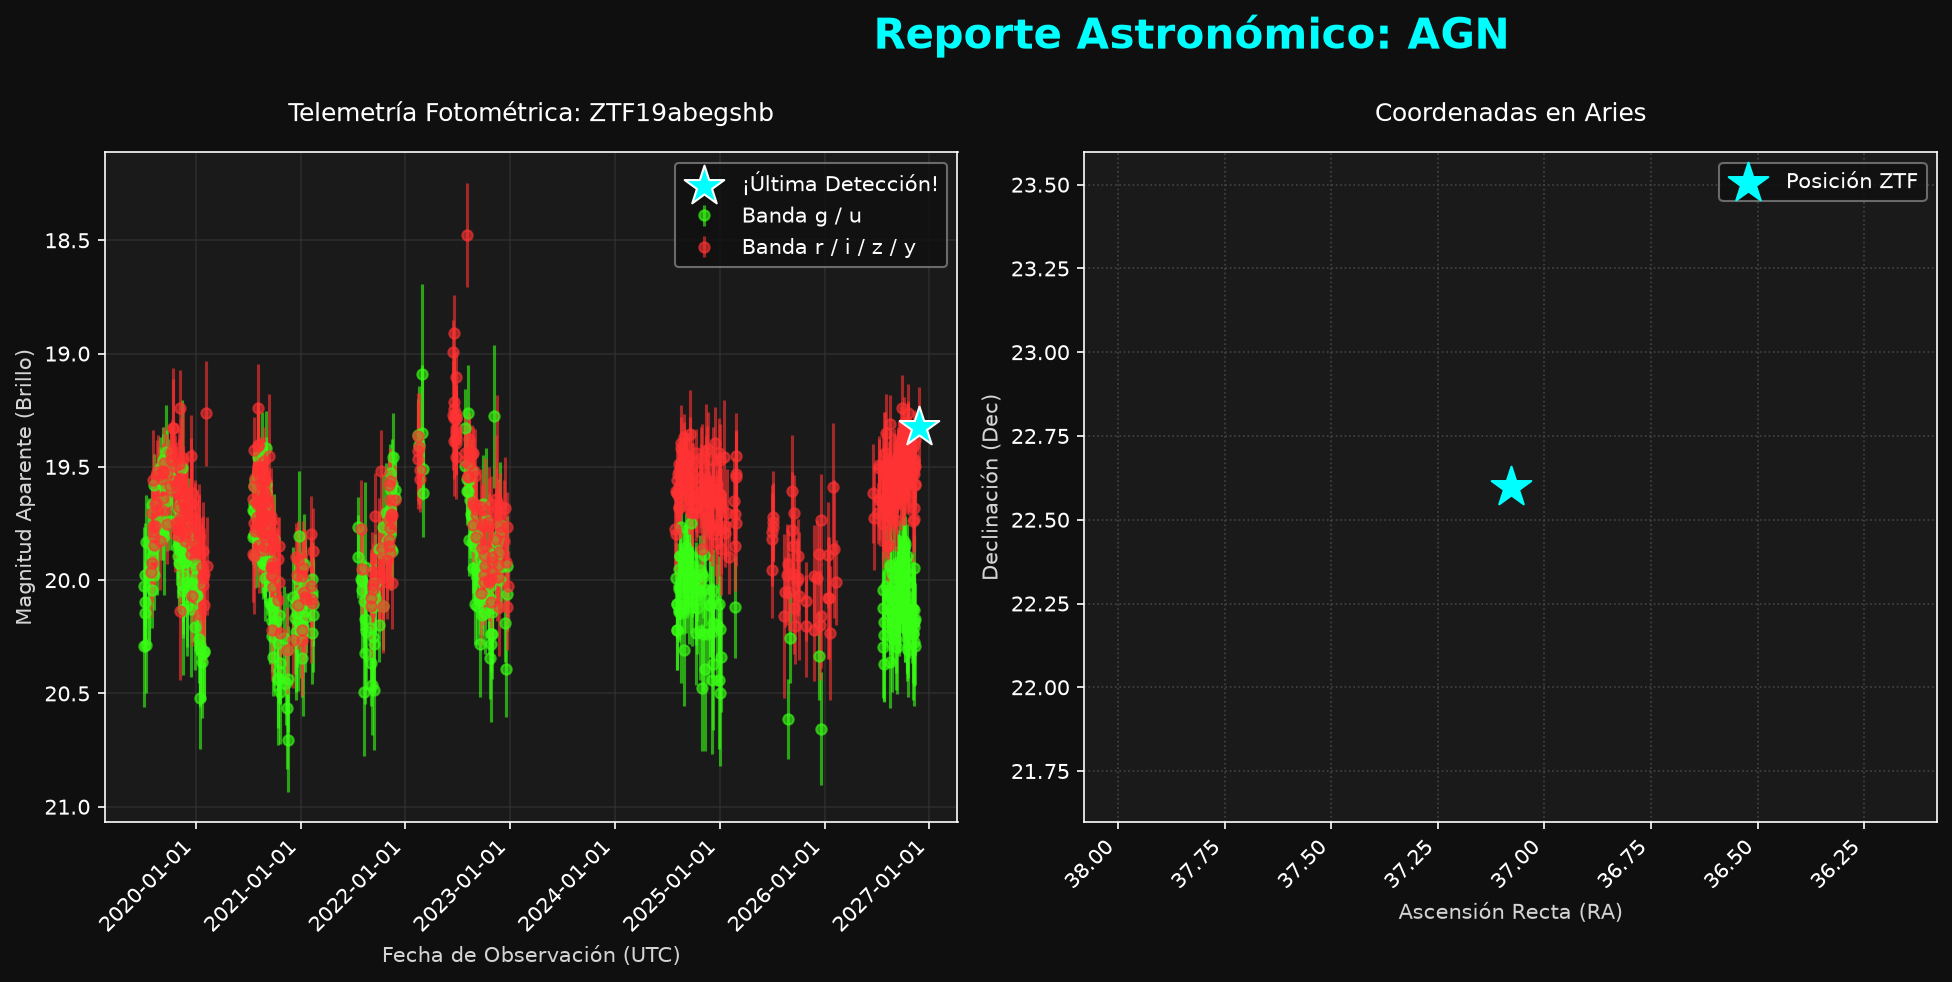 Reporte Astronómico: AGN
Telemetría Fotométrica: ZTF19abegshb
¡Última Detección!
Banda g / u
Banda r / i / z / y
Magnitud Aparente (Brillo)
18.5
19.0
19.5
20.0
20.5
21.0
2020-01-01
2021-01-01
2022-01-01
2023-01-01
2024-01-01
2025-01-01
2026-01-01
2027-01-01
Fecha de Observación (UTC)
Coordenadas en Aries
Posición ZTF
Declinación (Dec)
23.50
23.25
23.00
22.75
22.50
22.25
22.00
21.75
38.00
37.75
37.50
37.25
37.00
36.75
36.50
36.25
Ascensión Recta (RA)